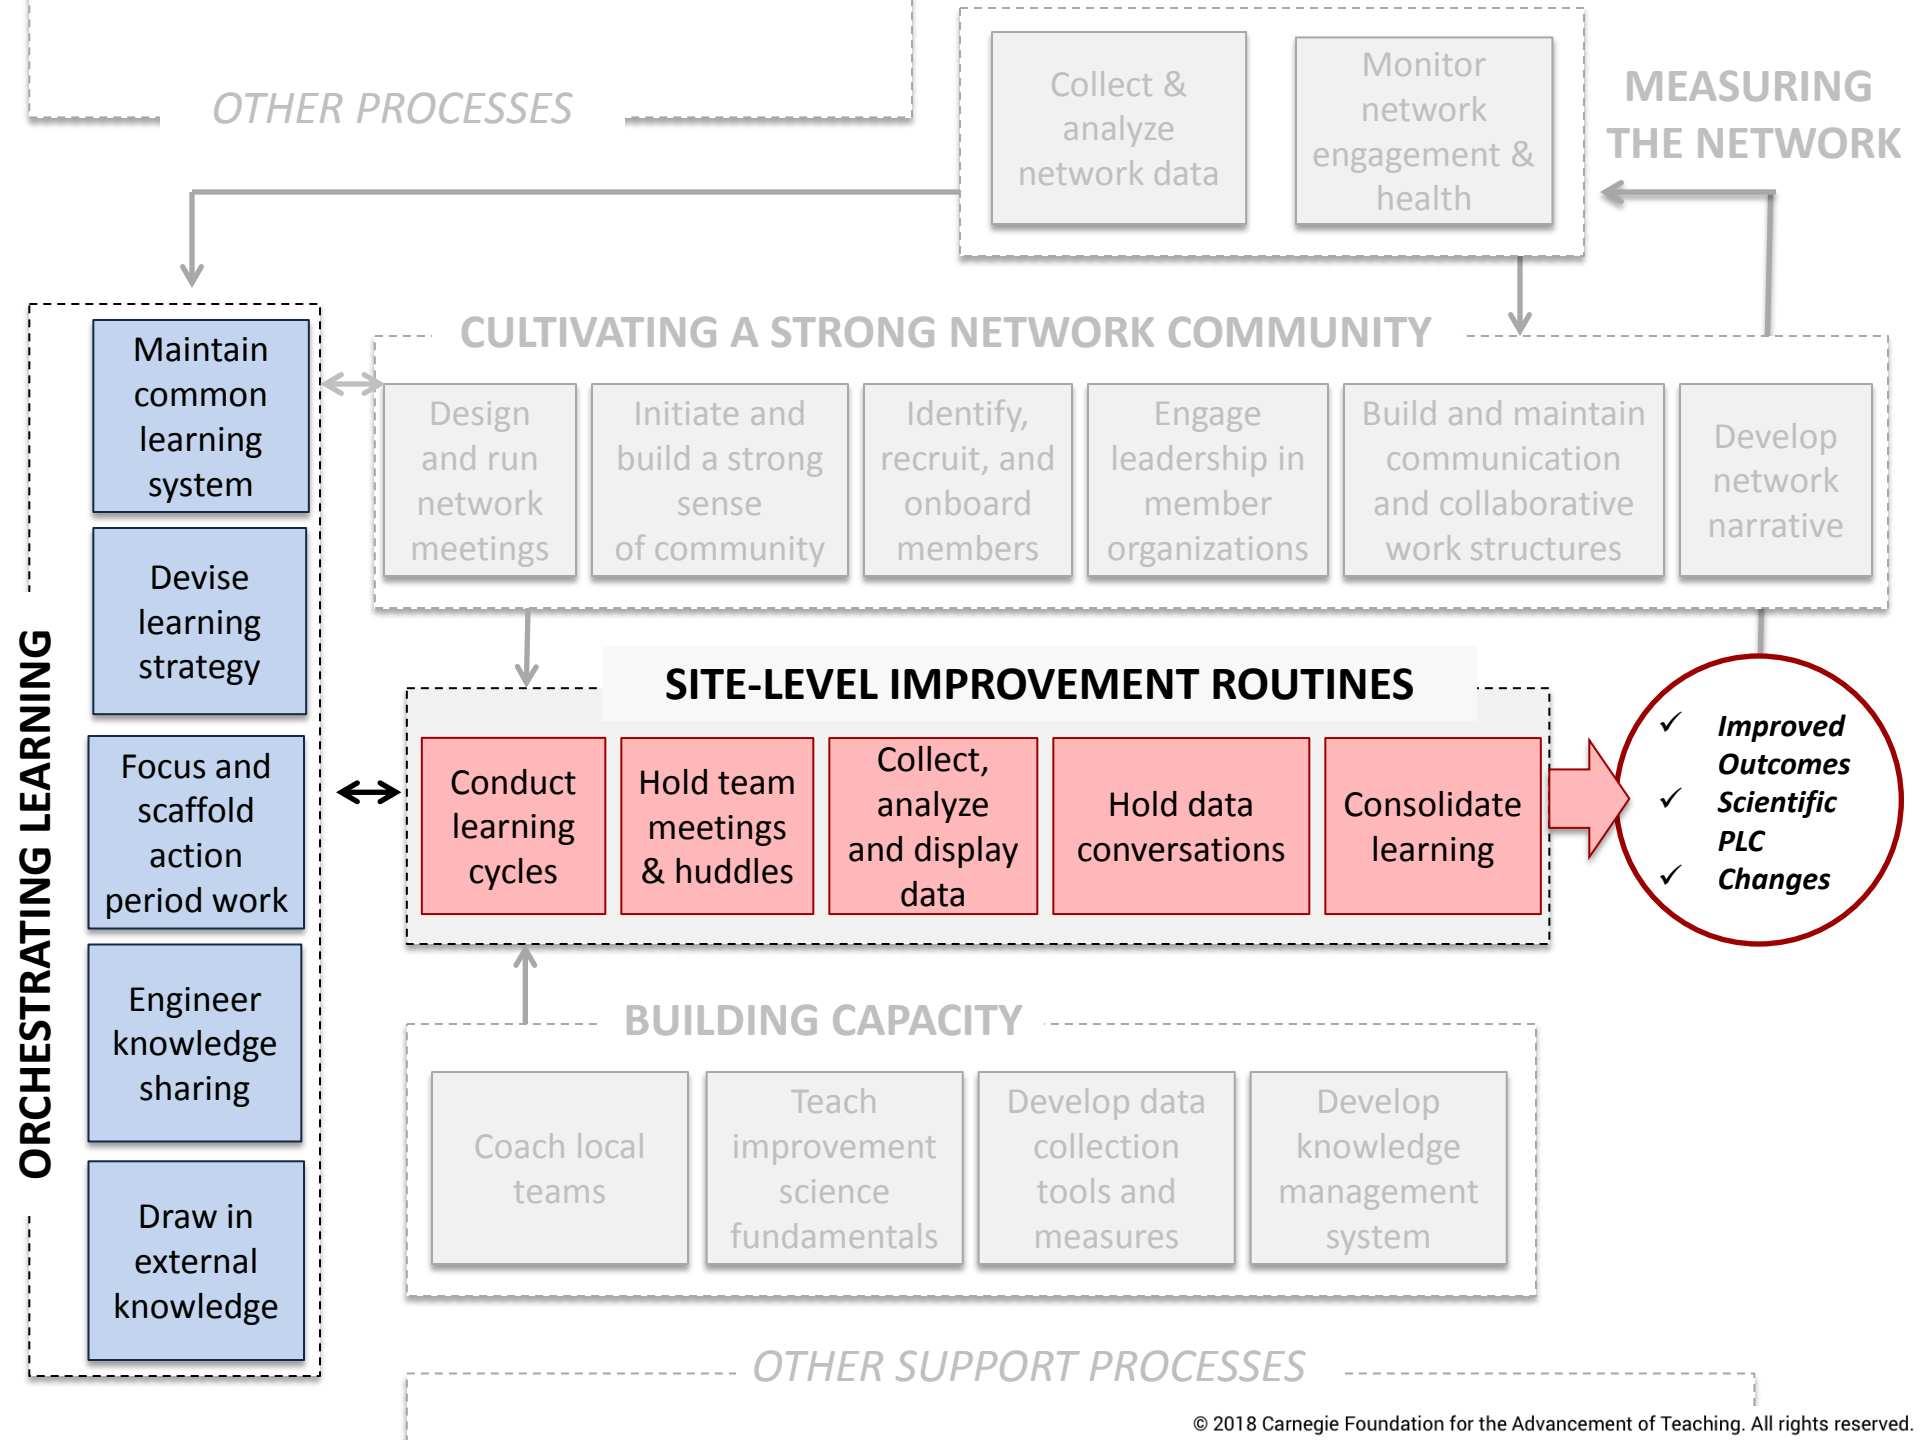 OTHER PROCESSES
Collect &
analyze
network data
Monitor
network
engagement &
health
MEASURING
THE NETWORK
ORCHESTRATING LEARNING
Maintain
common
learning
system
Devise
learning
strategy
Focus and
scaffold
action
period work
Engineer
knowledge
sharing
Draw in
external
knowledge
CULTIVATING A STRONG NETWORK COMMUNITY
Design
and run
network
meetings
Initiate and
build a strong
sense
of community
Identify,
recruit, and
onboard
members
Engage
leadership in
member
organizations
Build and maintain
communication
and collaborative
work structures
Develop
network
narrative
SITE-LEVEL IMPROVEMENT ROUTINES
Conduct
learning
cycles
Hold team
meetings
& huddles
Collect,
analyze
and display
data
Hold data
conversations
Consolidate
learning
✓ Improved
Outcomes
✓ Scientific
PLC
✓ Changes
BUILDING CAPACITY
Coach local
teams
Teach
improvement
science
fundamentals
Develop data
collection
tools and
measures
Develop
knowledge
management
system
OTHER SUPPORT PROCESSES
© 2018 Carnegie Foundation for the Advancement of Teaching. All rights reserved.